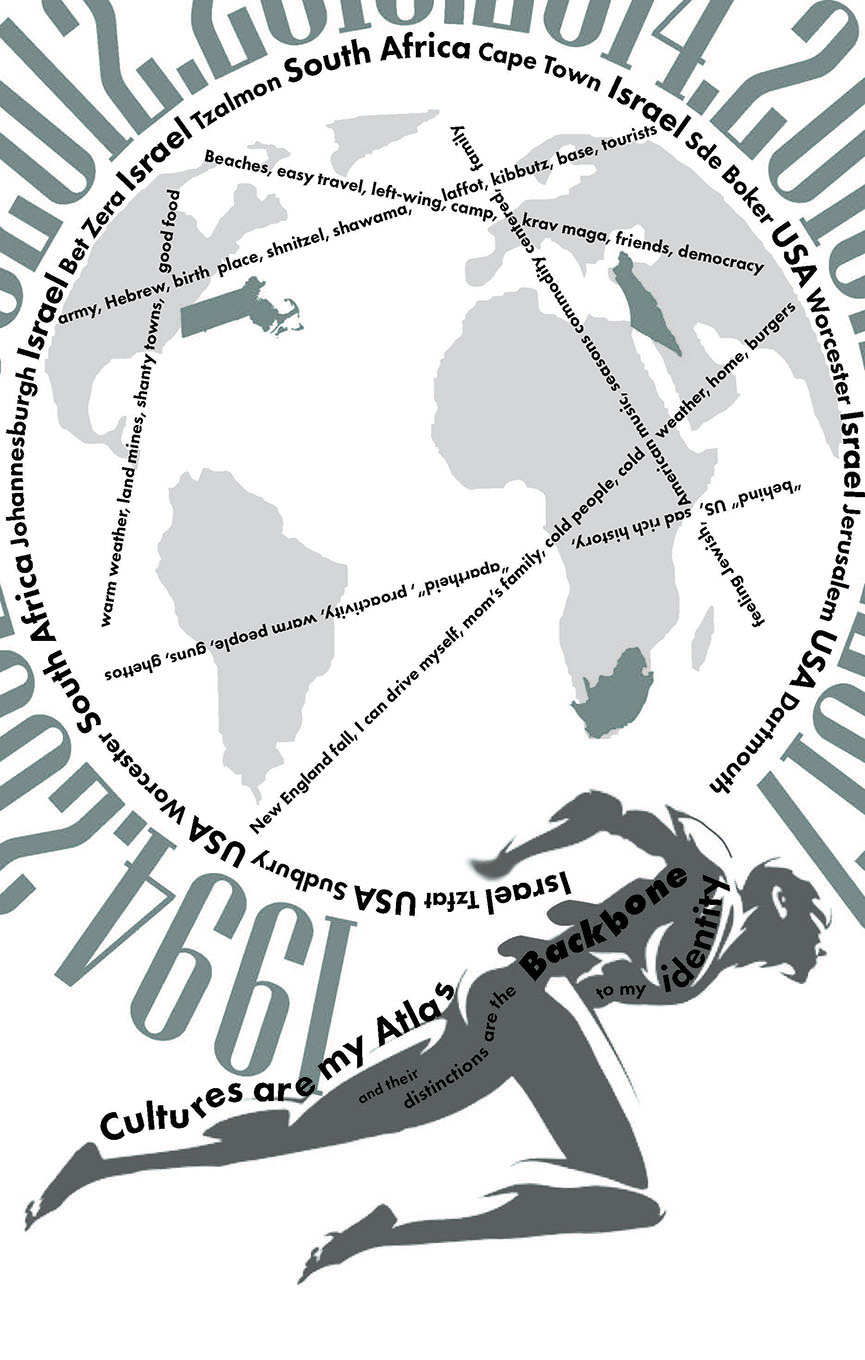 1994.2
012.2013.2014.201
Israel Tzfat USA Sudbury USA Worcester South Africa Johannesburg Israel Bet Zera Israel Tzalmon South Africa Cape Town Israel Sde Boker USA Worcester Israel Jerusalem USA Dartmouth
Beaches, easy travel, left-wing, camp, krav maga, friends, democracy
army, Hebrew, birth place, shnitzel, shawama, laffot, kibbutz, base, tourists
warm weather, land mines, shanty towns, good food
family centered, seasons commodity music, American feeling Jewish,
New England fall, I can drive myself, mom's family, cold people, cold weather, home, burgers
"behind" US, sad rich history, "apartheid", proactivity, warm people, guns, ghettos
Cultures are my Atlas
and their
distinctions are the Backbone
to my identity